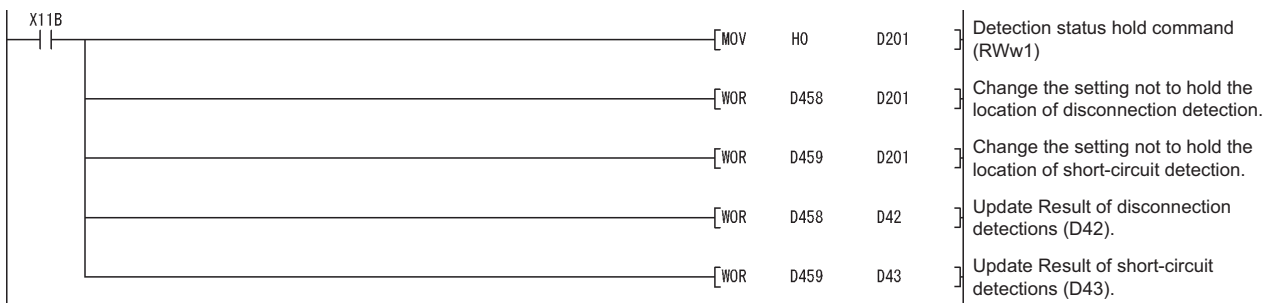 X11B
[MOV H0 D201 ] Detection status hold command
(RWw1)
[WOR D458 D201 ] Change the setting not to hold the
location of disconnection detection.
[WOR D459 D201 ] Change the setting not to hold the
location of short-circuit detection.
[WOR D458 D42 ] Update Result of disconnection
detections (D42).
[WOR D459 D43 ] Update Result of short-circuit
detections (D43).